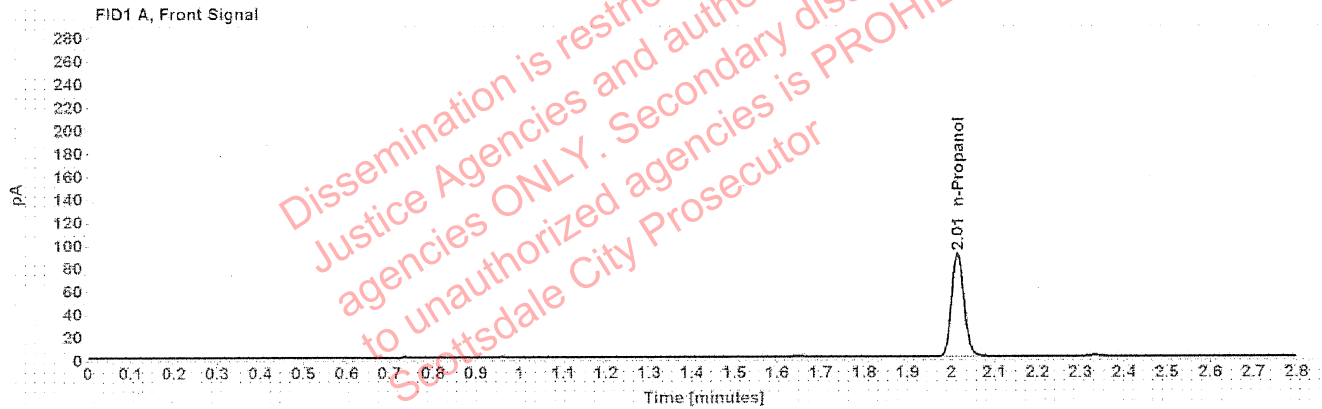 FID1 A, Front Signal
280
260
240
220
200
180
160
140
120
100
80
60
40
20
0
pA
2.01 n-Propanol
0 0.1 0.2 0.3 0.4 0.5 0.6 0.7 0.8 0.9 1 1.1 1.2 1.3 1.4 1.5 1.6 1.7 1.8 1.9 2 2.1 2.2 2.3 2.4 2.5 2.6 2.7 2.8
Time [minutes]
Dissemination is
Justice Agencies and
agencies ONLY. Secondary
to unauthorized agencies is
Scottsdale City Prosecutor